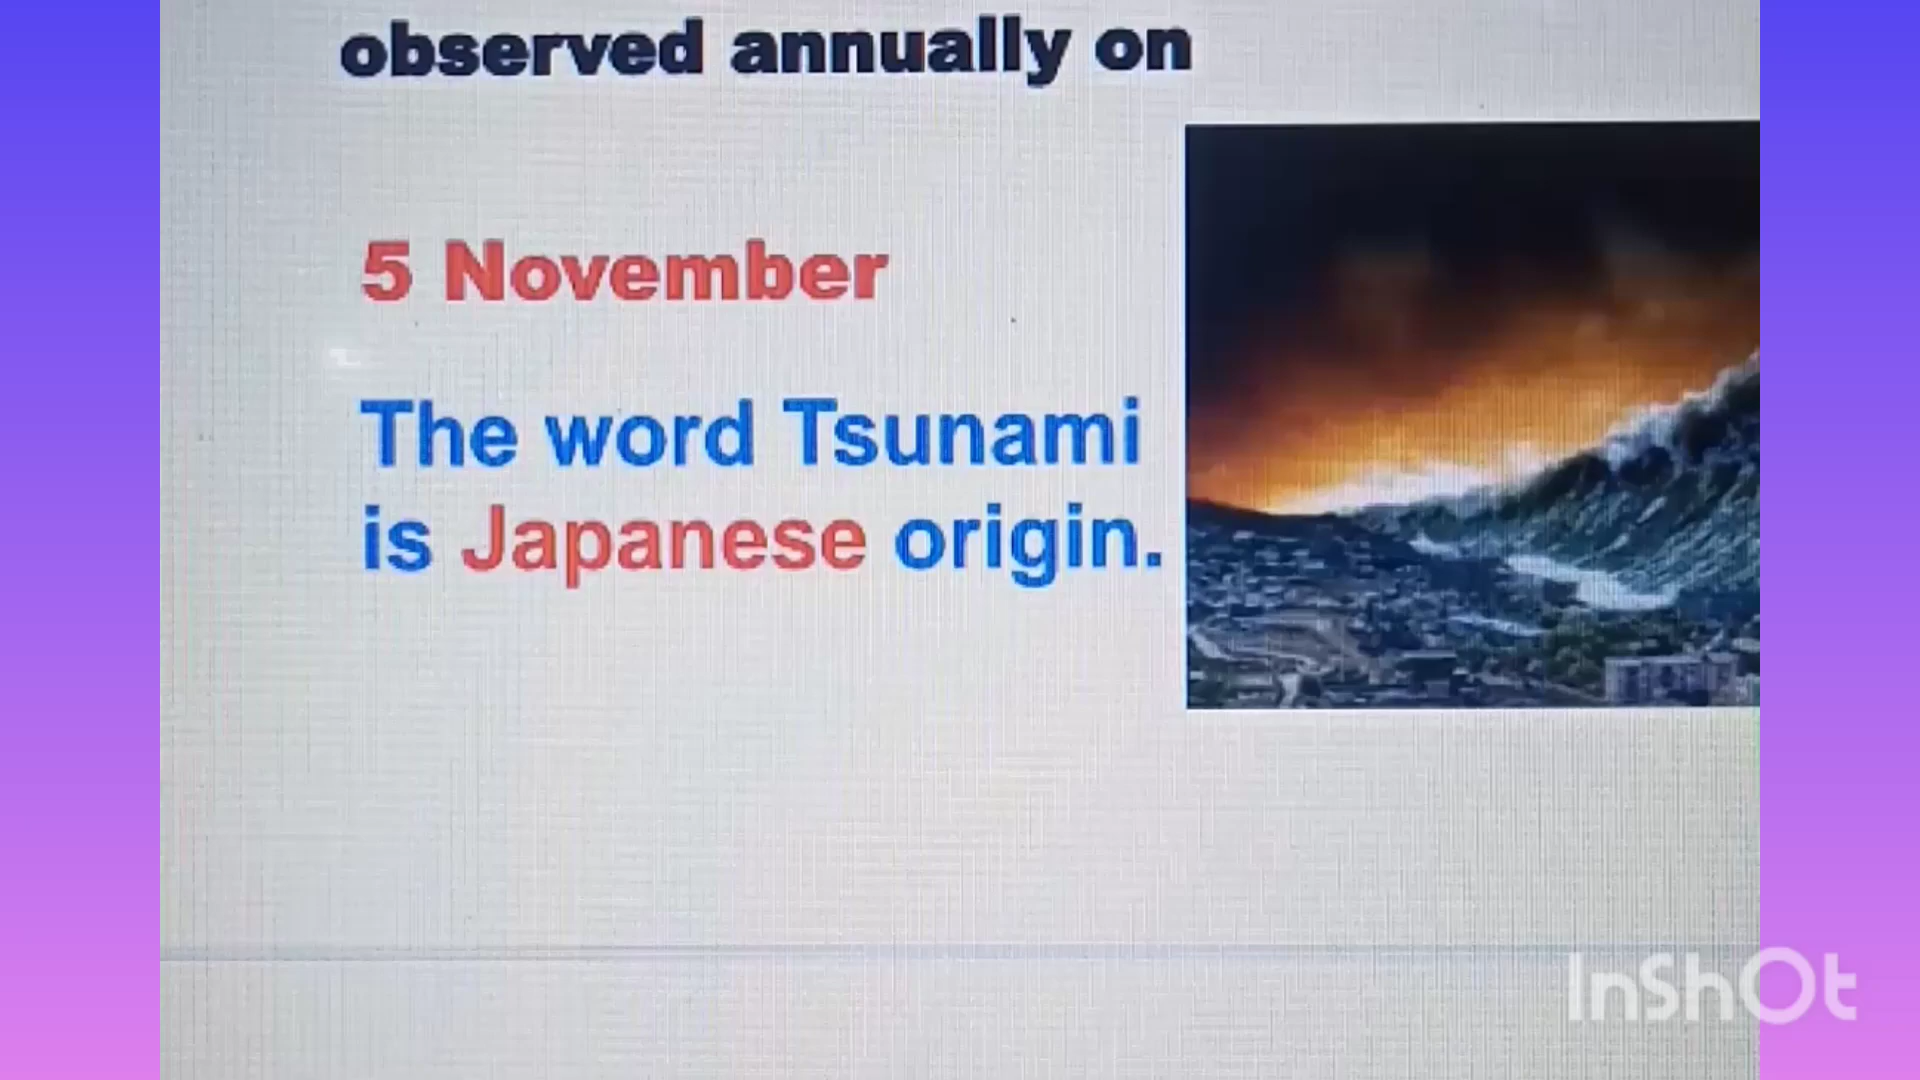 observed annually on
5 November
The word Tsunami
is Japanese origin.
InShOt